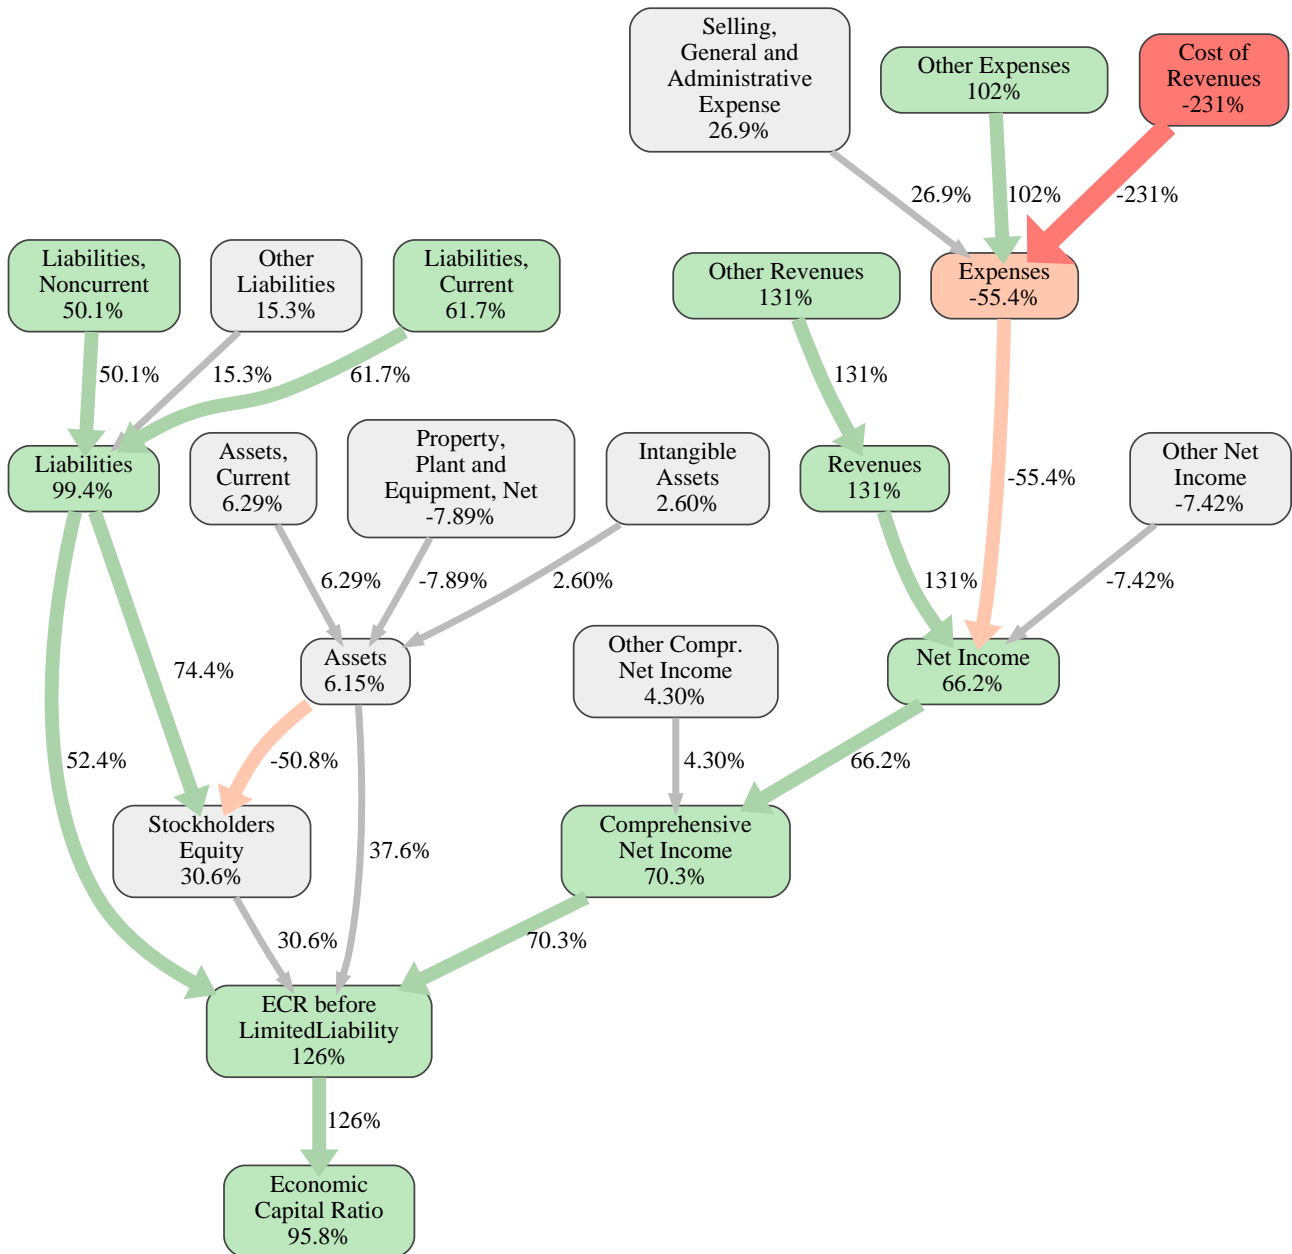 Selling,
General and
Administrative
Expense
26.9%
Other Expenses
102%
Cost of
Revenues
-231%
26.9%
102%
-231%
Liabilities,
Noncurrent
50.1%
Other
Liabilities
15.3%
Liabilities,
Current
61.7%
Other Revenues
131%
Expenses
-55.4%
50.1%
15.3%
61.7%
131%
Liabilities
99.4%
Assets,
Current
6.29%
Property,
Plant and
Equipment, Net
-7.89%
Intangible
Assets
2.60%
Revenues
131%
-55.4%
Other Net
Income
-7.42%
6.29%
-7.89%
2.60%
131%
-7.42%
74.4%
Assets
6.15%
Other Compr.
Net Income
4.30%
Net Income
66.2%
52.4%
-50.8%
4.30%
66.2%
Stockholders
Equity
30.6%
37.6%
Comprehensive
Net Income
70.3%
30.6%
70.3%
ECR before
LimitedLiability
126%
126%
Economic
Capital Ratio
95.8%